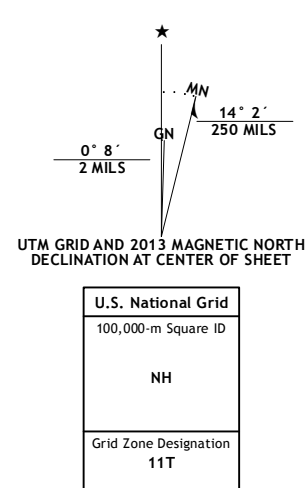 ★
MN
14° 2´
250 MILS
GN
0° 8´
2 MILS
UTM GRID AND 2013 MAGNETIC NORTH
DECLINATION AT CENTER OF SHEET
U.S. National Grid
100,000-m Square ID
NH
Grid Zone Designation
11T